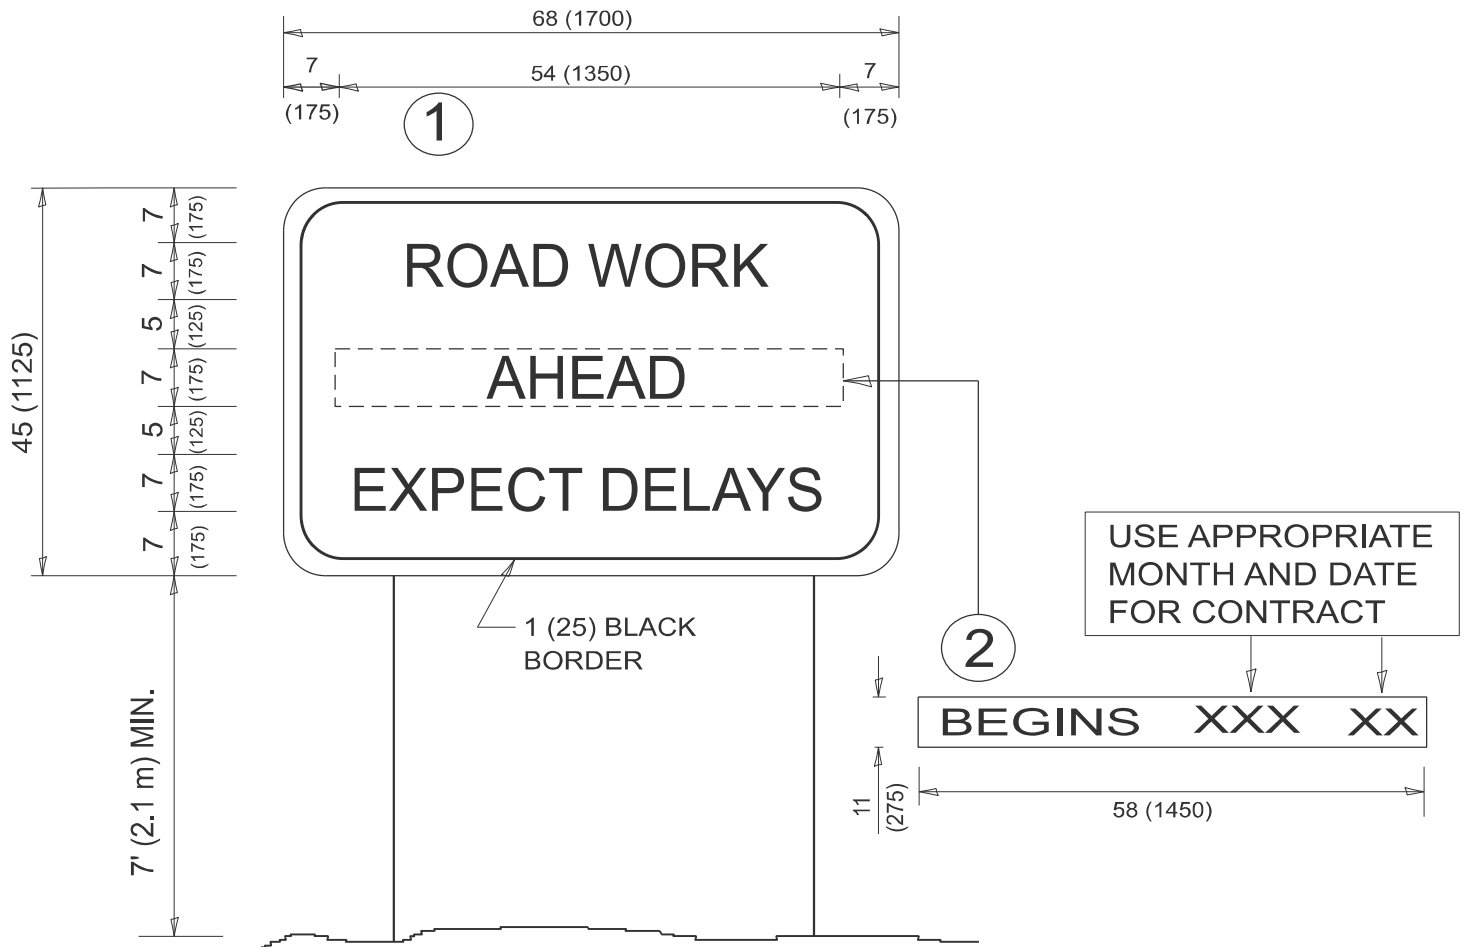 68 (1700)
7
54 (1350)
7
(175)
(175)
1
45 (1125)
7
(175)
7
(175)
5
(125)
7
(175)
5
(125)
7
(175)
7
(175)
ROAD WORK
AHEAD
EXPECT DELAYS
1 (25) BLACK
BORDER
7' (2.1 m) MIN.
2
USE APPROPRIATE
MONTH AND DATE
FOR CONTRACT
BEGINS XXX XX
11
(275)
58 (1450)